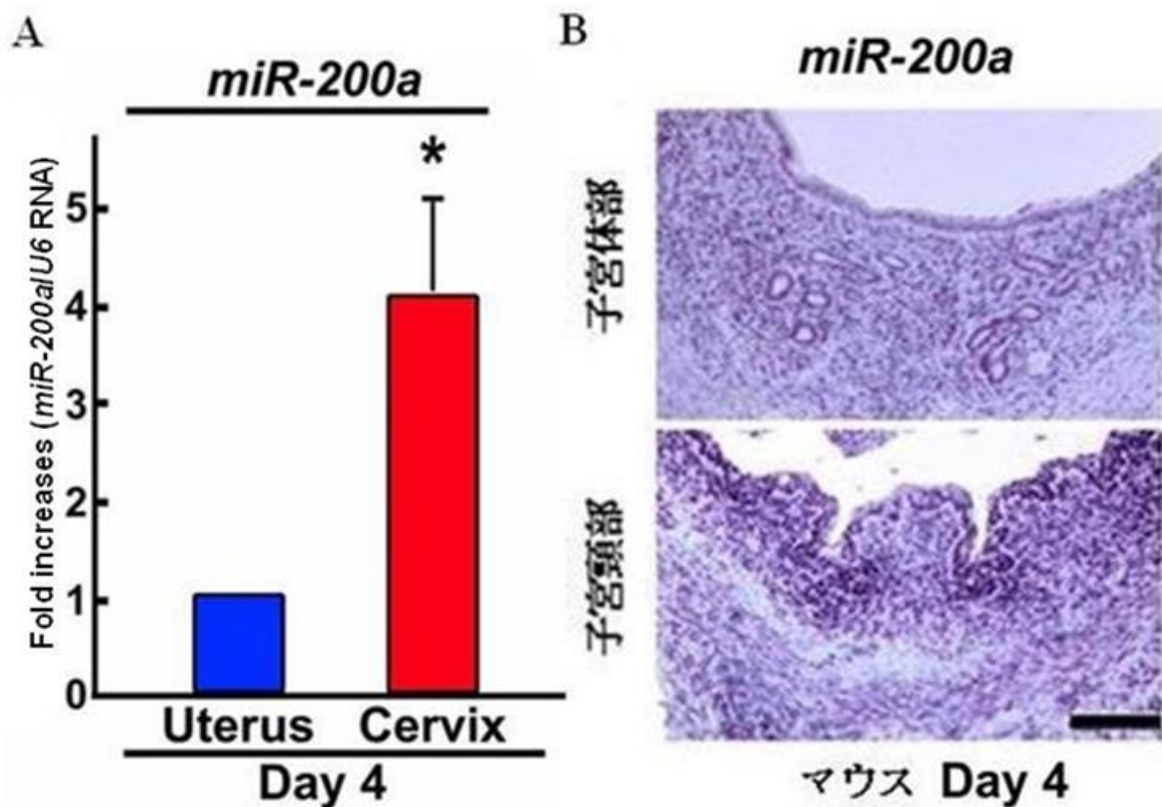 A
miR-200a
*
Fold increases (miR-200a/U6 RNA)
5
4
3
2
1
0
Uterus Cervix
Day 4
B
miR-200a
子宮体部
子宮頸部
マウス Day 4